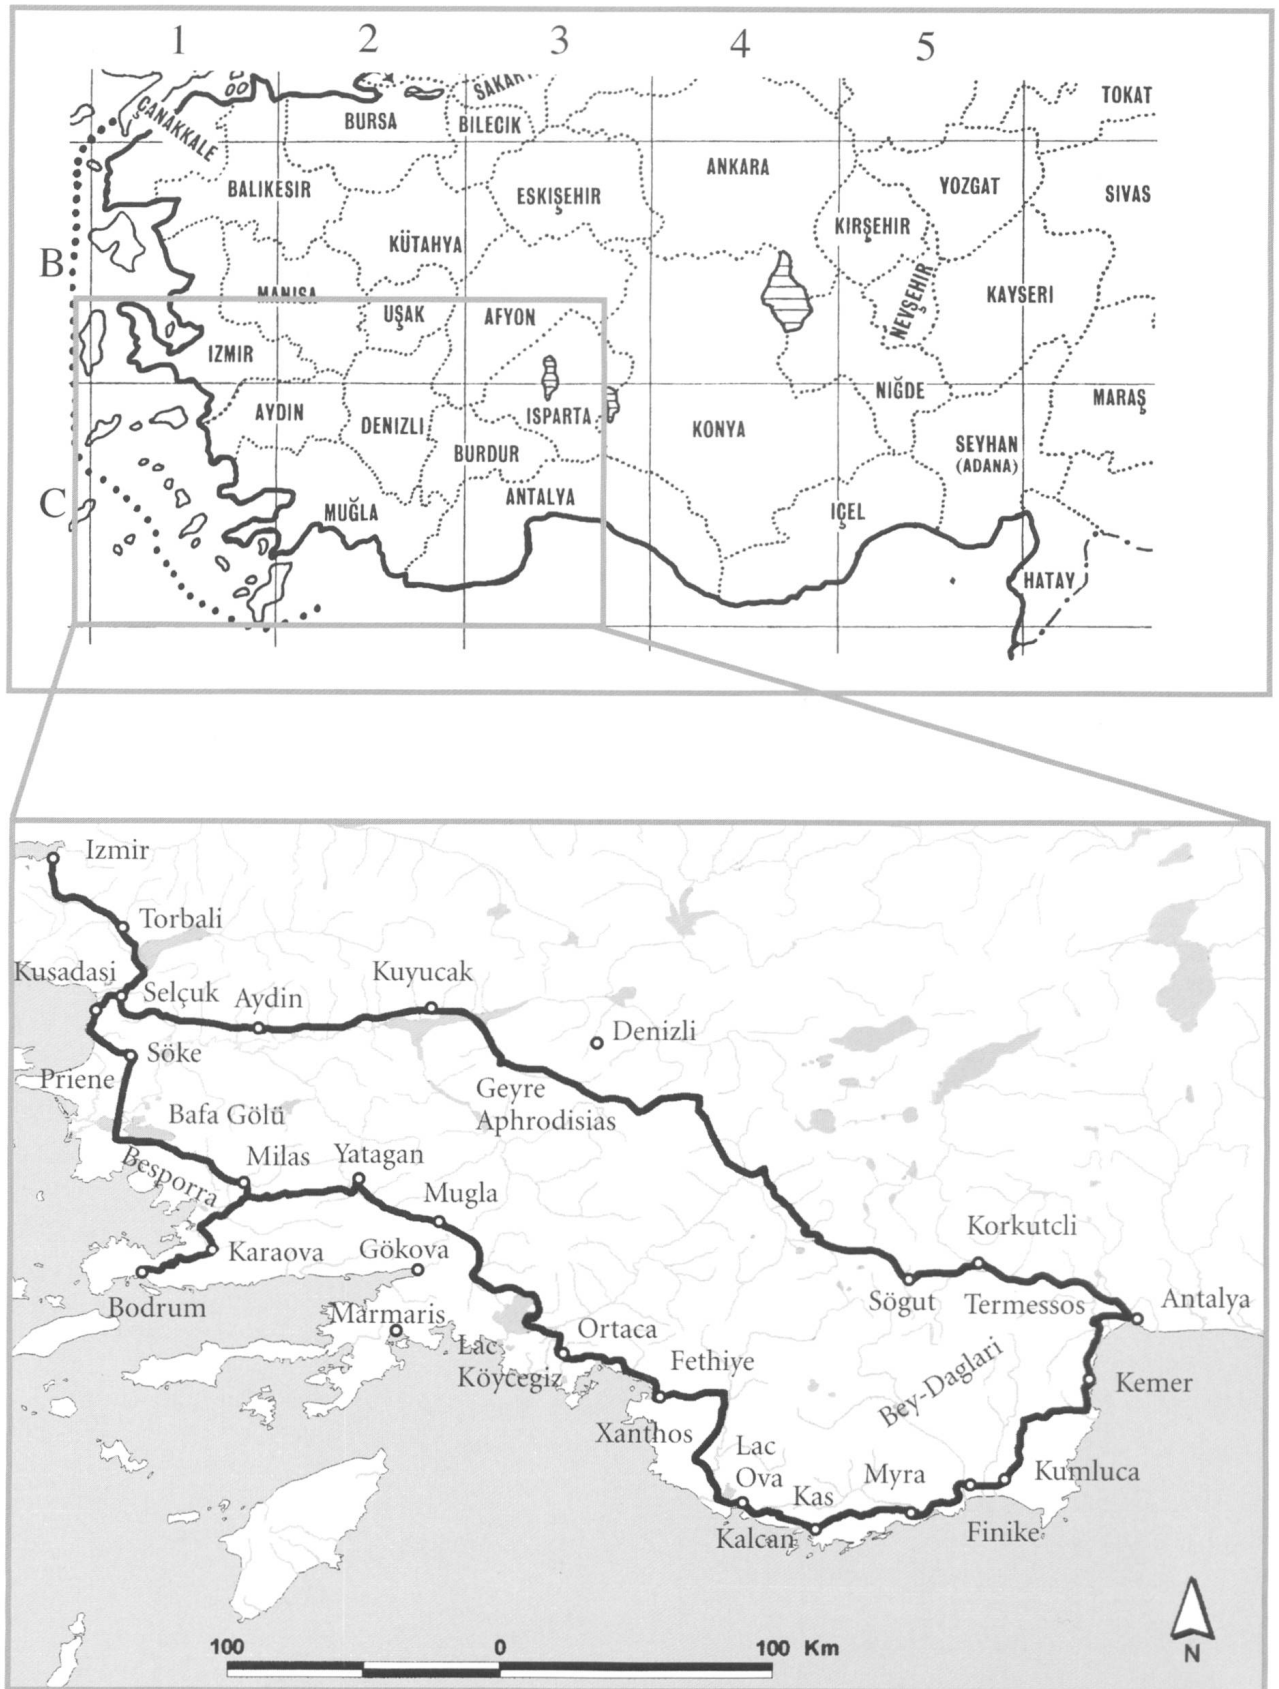 1 2 3 4 5
ÇANAKKALE
BURSA
BILECIK
TOKAT
BALIKESIR
ESKIŞEHIR
ANKARA
YOZGAT
SIVAS
KIRŞEHIR
KÜTAHYA
B
MANISA
UŞAK
AFYON
NEVŞEHIR
KAYSERI
IZMIR
AYDIN
DENIZLI
ISPARTA
KONYA
NIĞDE
MARAŞ
BURDUR
SEYHAN
(ADANA)
C
MUĞLA
ANTALYA
IÇEL
HATAY
Izmir
Torbali
Kusadasi
Selçuk
Aydin
Kuyucak
Denizli
Söke
Priene
Geyre
Aphrodisias
Bafa Gölü
Besporra
Milas
Yatagan
Mugla
Karaova
Gökova
Korkutcli
Bodrum
Marmaris
Sögut
Termessos
Antalya
Lac
Köycegiz
Ortaca
Fethiye
Bey-Daglari
Kemer
Xanthos
Lac
Ova
Kas
Myra
Kumluca
Kalcan
Finike
100 0 100 Km
N